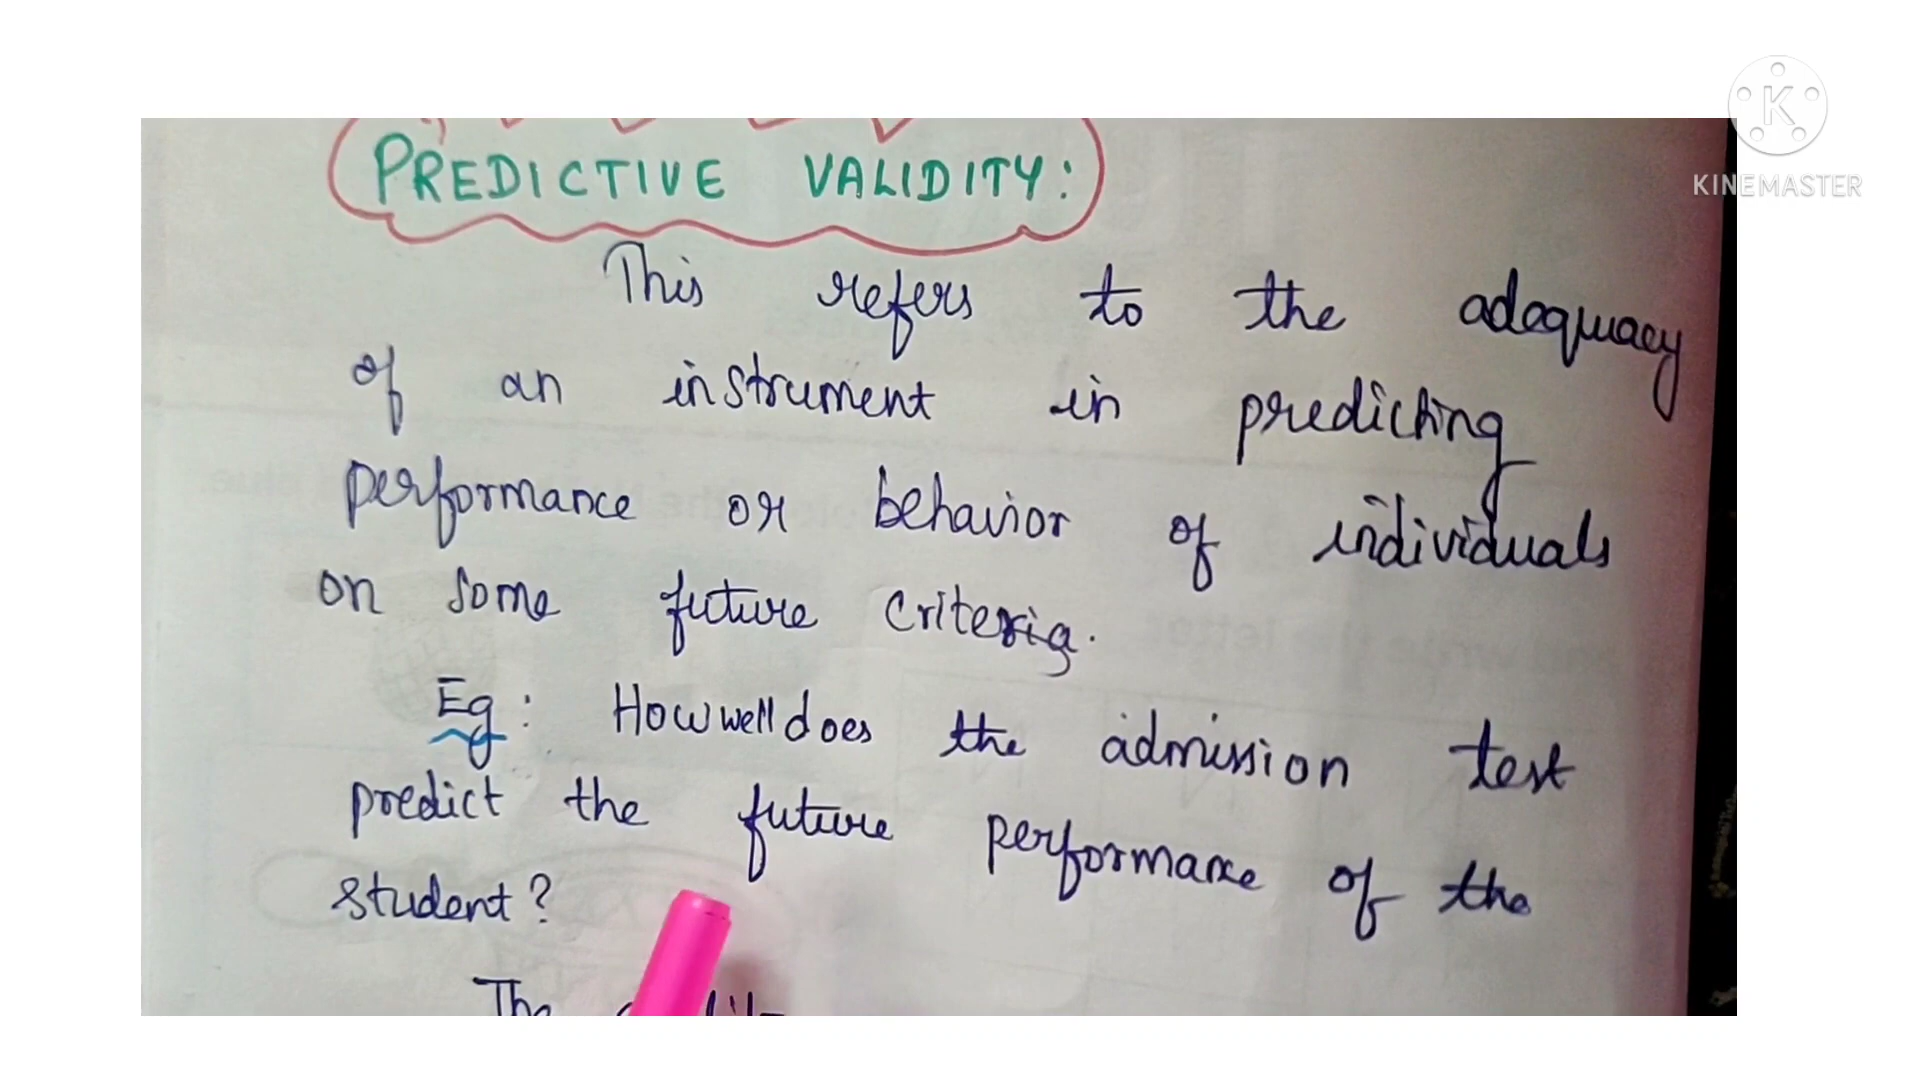 PREDICTIVE VALIDITY:
This refers to the adequacy
of an instrument in predicting
performance or behavior of individuals
on some future criteria.
Eg: How well does the admission test
predict the future performance of the
student?
The
K
KINEMASTER